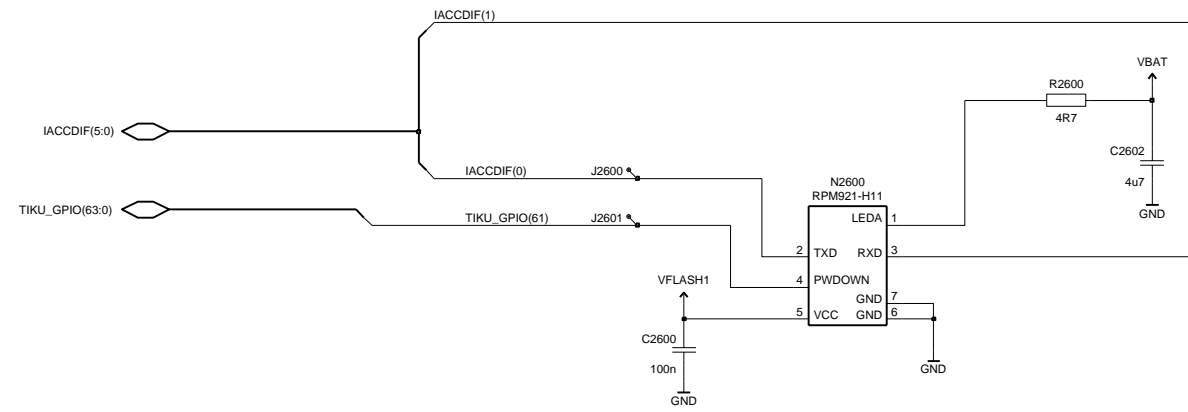 IACCDIF(1)
VBAT
R2600
4R7
IACCDIF(5:0)
C2602
4u7
GND
IACCDIF(0)
J2600
N2600
RPM921-H11
TIKU_GPIO(63:0)
TIKU_GPIO(61)
J2601
LEDA
1
2
TXD
RXD
3
VFLASH1
4
PWDOWN
GND
7
5
VCC
GND
6
C2600
100n
GND
GND